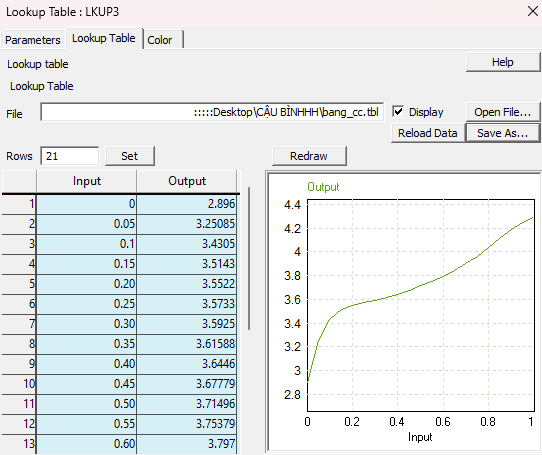 Lookup Table : LKUP3
Parameters Lookup Table Color
Lookup table Help
Lookup Table
File :::::Desktop\CẬU BÌNHHH\bang_cc.tbl Display Open File...
Reload Data Save As...
Rows 21 Set Redraw
Input Output
1 0 2.896
2 0.05 3.25085
3 0.1 3.4305
4 0.15 3.5143
5 0.20 3.5522
6 0.25 3.5733
7 0.30 3.5925
8 0.35 3.61588
9 0.40 3.6446
10 0.45 3.67779
11 0.50 3.71496
12 0.55 3.75379
13 0.60 3.797
Output
4.4
4.2
4
3.8
3.6
3.4
3.2
3
2.8
0 0.2 0.4 0.6 0.8 1
Input